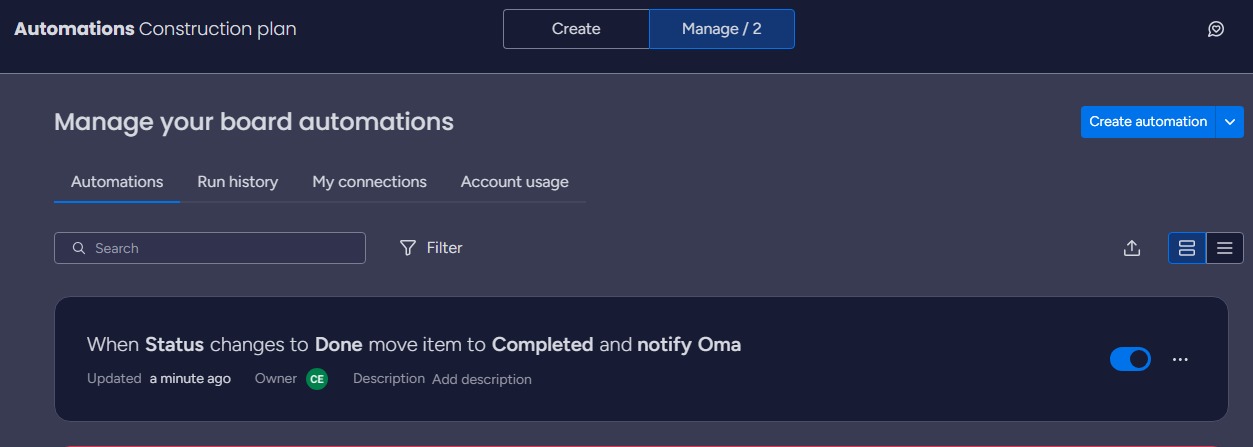 Automations Construction plan
Create
Manage / 2
Manage your board automations
Create automation
Automations Run history My connections Account usage
Search
Filter
When Status changes to Done move item to Completed and notify Oma
Updated a minute ago Owner CE Description Add description